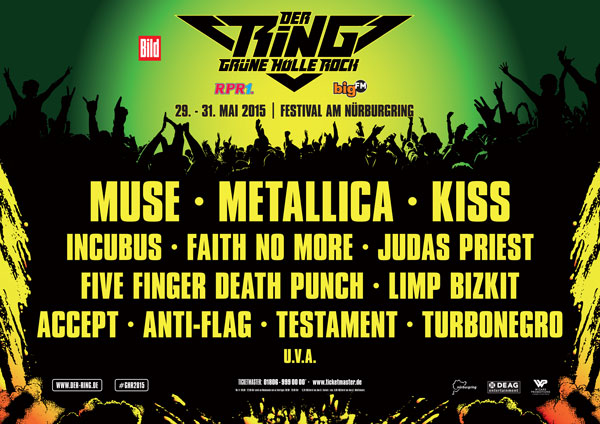 DER
RiNG
GRÜNE HÖLLE ROCK
Bild
RPR1.
bigFM
29. - 31. MAI 2015 | FESTIVAL AM NÜRBURGRING
MUSE · METALLICA · KISS
INCUBUS · FAITH NO MORE · JUDAS PRIEST
FIVE FINGER DEATH PUNCH · LIMP BIZKIT
ACCEPT · ANTI-FLAG · TESTAMENT · TURBONEGRO
U.V.A.
TICKETMASTER: 01806 - 999 00 00* · www.ticketmaster.de
WWW.DER-RING.DE
#GHR2015
nürburgring
DEAG
entertainment